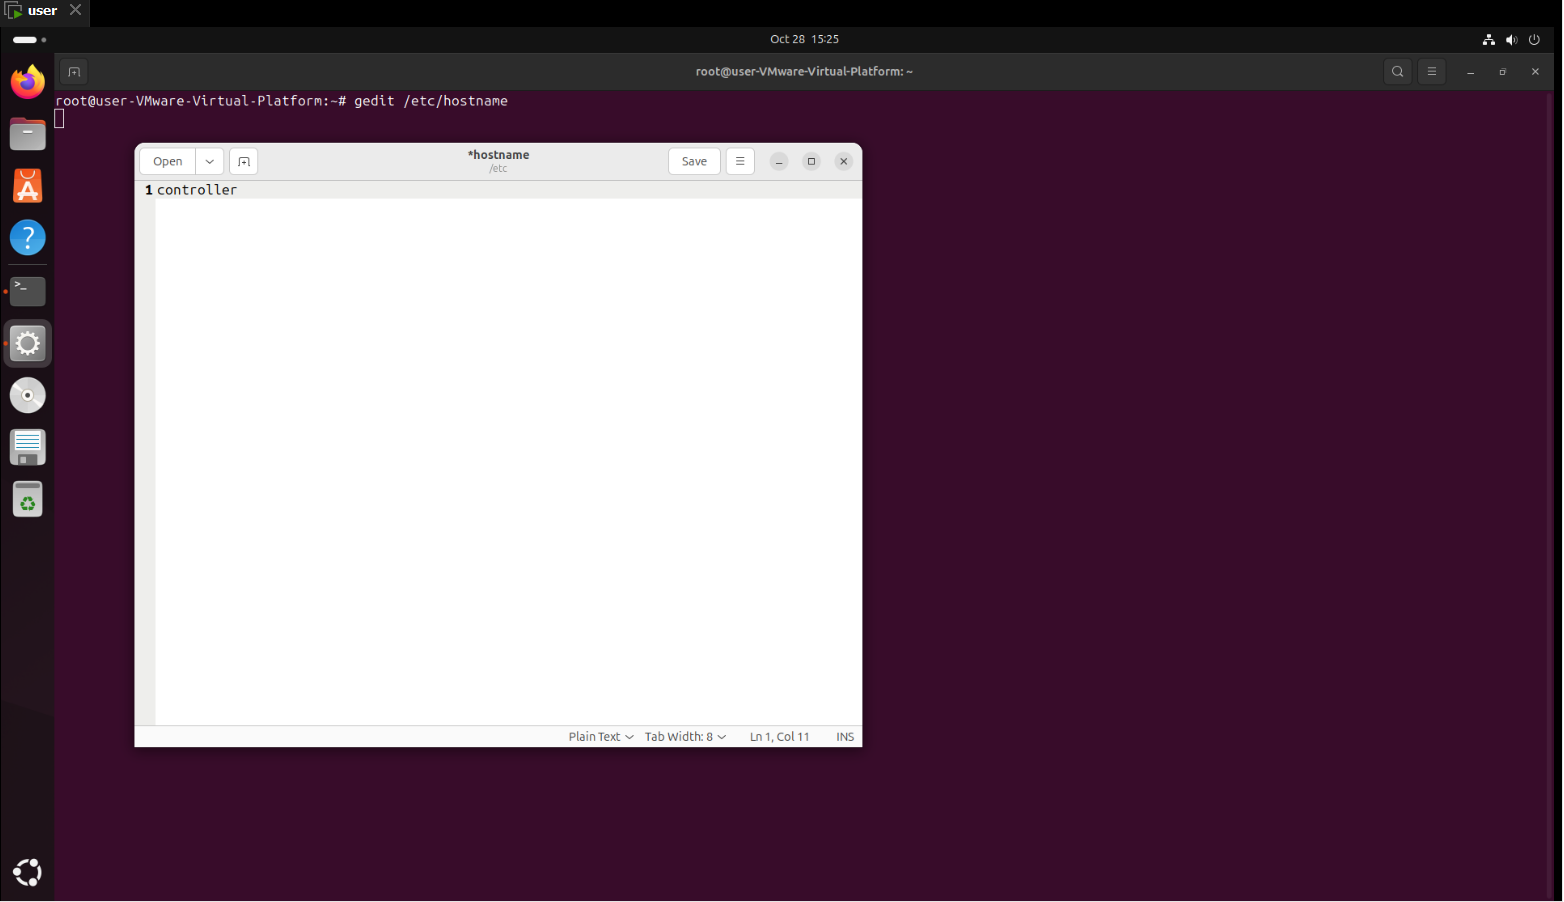 user
Oct 28 15:25
root@user-VMware-Virtual-Platform: ~
root@user-VMware-Virtual-Platform:~# gedit /etc/hostname
Open
*hostname
/etc
Save
1 controller
Plain Text
Tab Width: 8
Ln 1, Col 11
INS